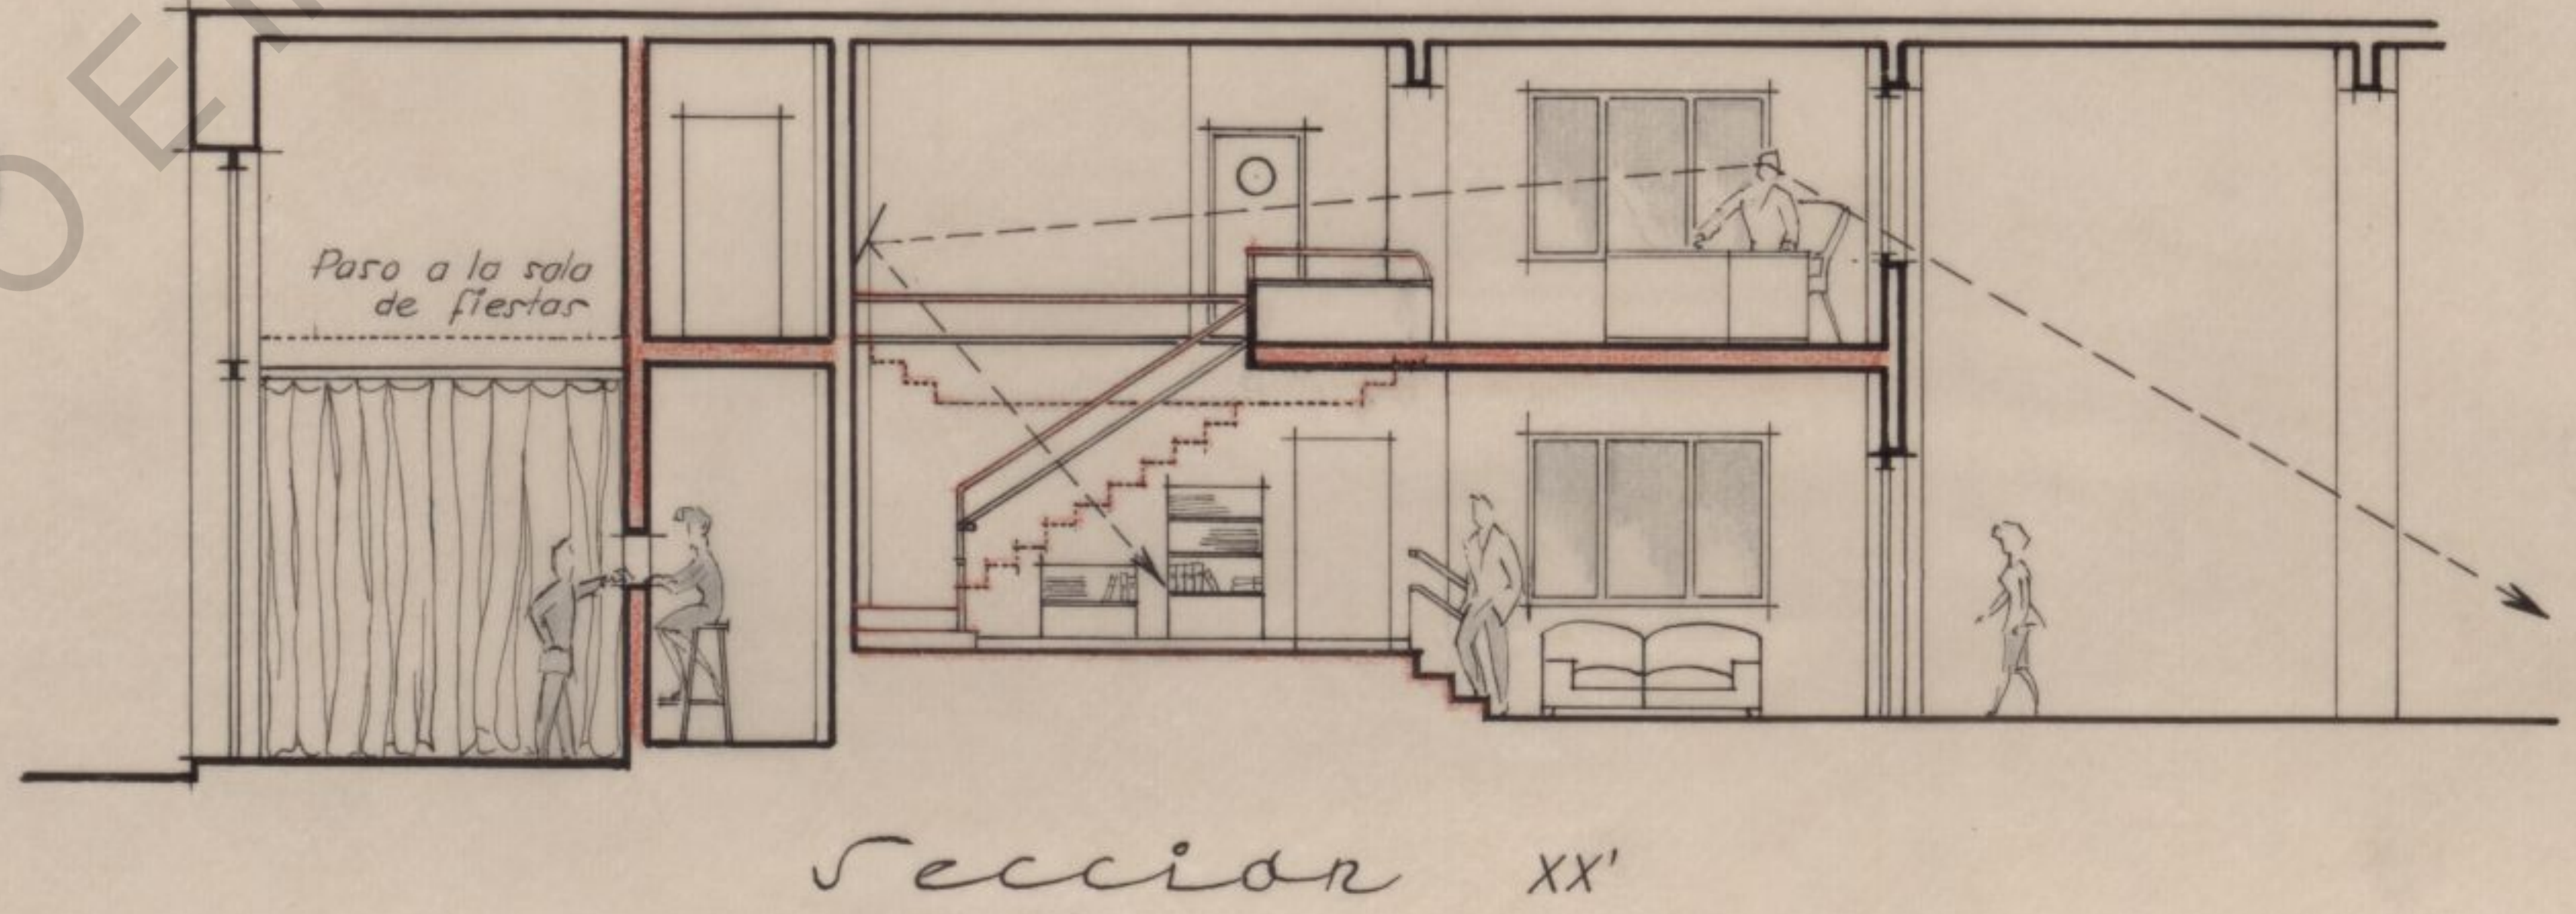 Paso a la sala
de fiestas
Seccion XX'